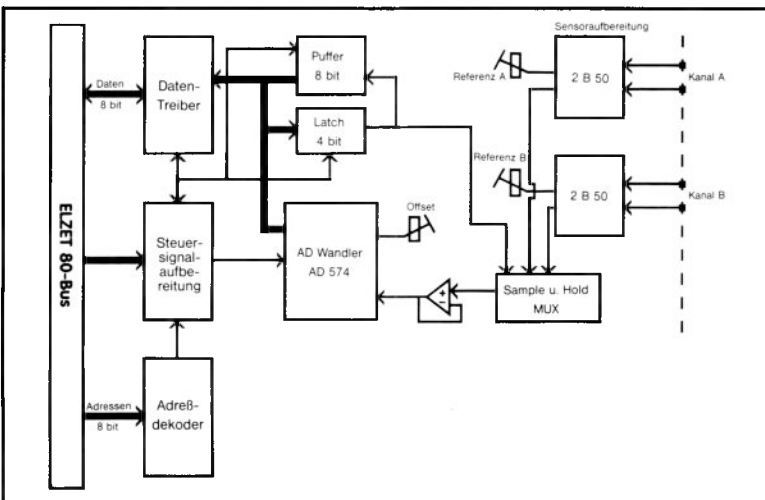 ELZET 80-Bus
Daten
8 bit
Daten-
Treiber
Steuer-
signal-
aufbe-
reitung
Adressen
8 bit
Adreß-
dekoder
Puffer
8 bit
Latch
4 bit
AD Wandler
AD 574
Offset
+
−
Sample u. Hold
MUX
Sensoraufbereitung
Referenz A
2 B 50
Kanal A
Referenz B
2 B 50
Kanal B